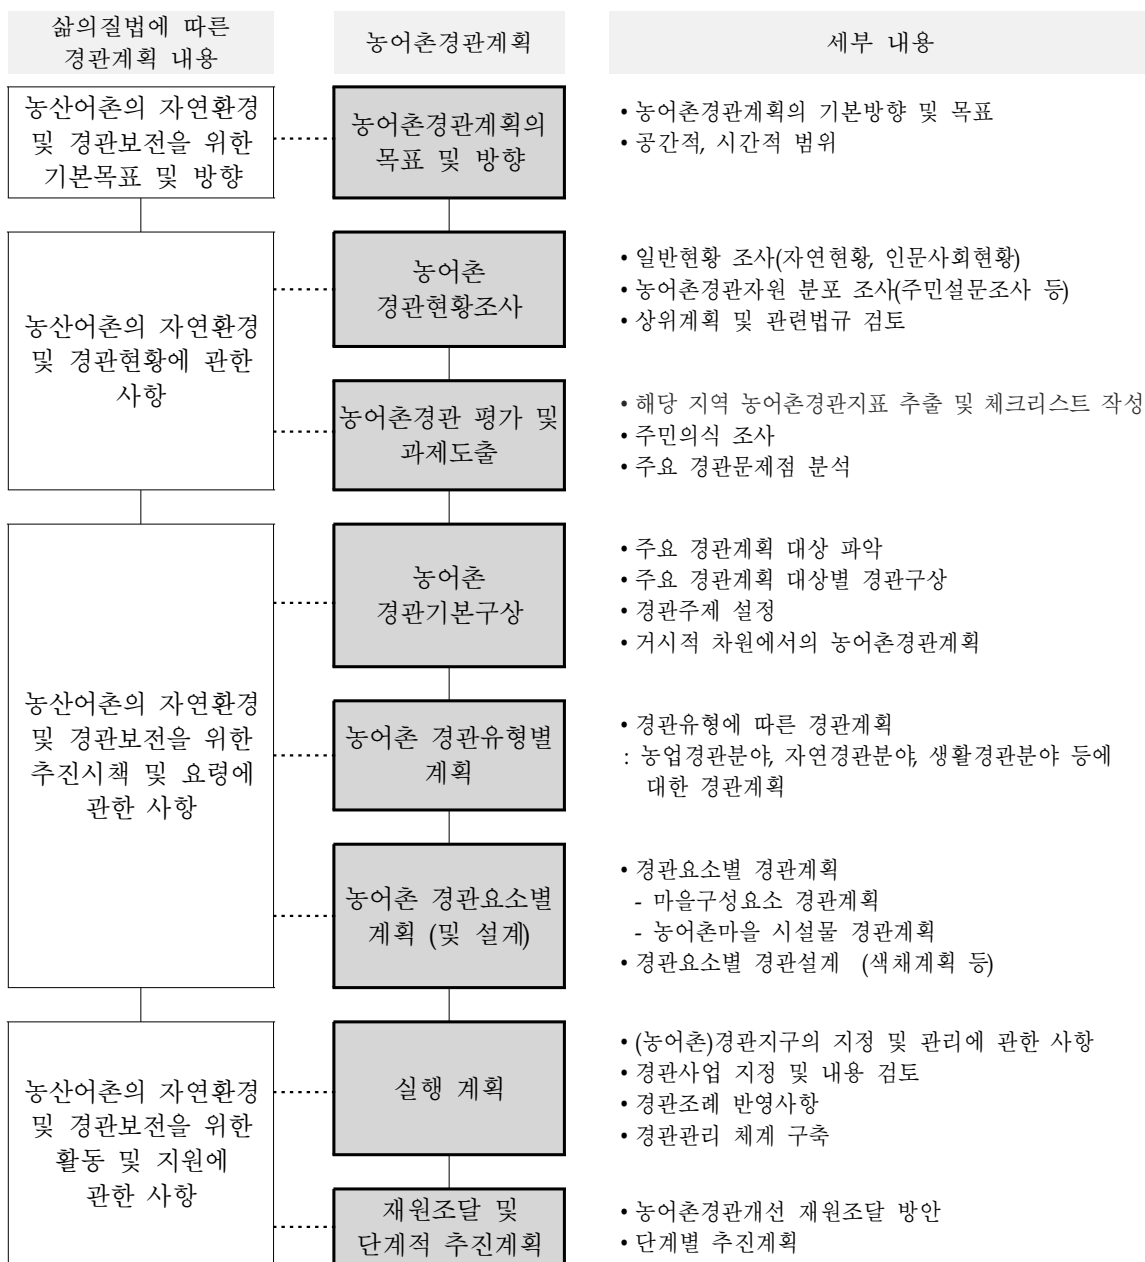 삶의질법에 따른
경관계획 내용
농어촌경관계획
세부 내용
농산어촌의 자연환경
및 경관보전을 위한
기본목표 및 방향
농어촌경관계획의
목표 및 방향
• 농어촌경관계획의 기본방향 및 목표
• 공간적, 시간적 범위
농산어촌의 자연환경
및 경관현황에 관한
사항
농어촌
경관현황조사
• 일반현황 조사(자연현황, 인문사회현황)
• 농어촌경관자원 분포 조사(주민설문조사 등)
• 상위계획 및 관련법규 검토
농어촌경관 평가 및
과제도출
• 해당 지역 농어촌경관지표 추출 및 체크리스트 작성
• 주민의식 조사
• 주요 경관문제점 분석
농산어촌의 자연환경
및 경관보전을 위한
추진시책 및 요령에
관한 사항
농어촌
경관기본구상
• 주요 경관계획 대상 파악
• 주요 경관계획 대상별 경관구상
• 경관주제 설정
• 거시적 차원에서의 농어촌경관계획
농어촌 경관유형별
계획
• 경관유형에 따른 경관계획
: 농업경관분야, 자연경관분야, 생활경관분야 등에
대한 경관계획
농어촌 경관요소별
계획 (및 설계)
• 경관요소별 경관계획
- 마을구성요소 경관계획
- 농어촌마을 시설물 경관계획
• 경관요소별 경관설계 (색채계획 등)
농산어촌의 자연환경
및 경관보전을 위한
활동 및 지원에
관한 사항
실행 계획
• (농어촌)경관지구의 지정 및 관리에 관한 사항
• 경관사업 지정 및 내용 검토
• 경관조례 반영사항
• 경관관리 체계 구축
재원조달 및
단계적 추진계획
• 농어촌경관개선 재원조달 방안
• 단계별 추진계획